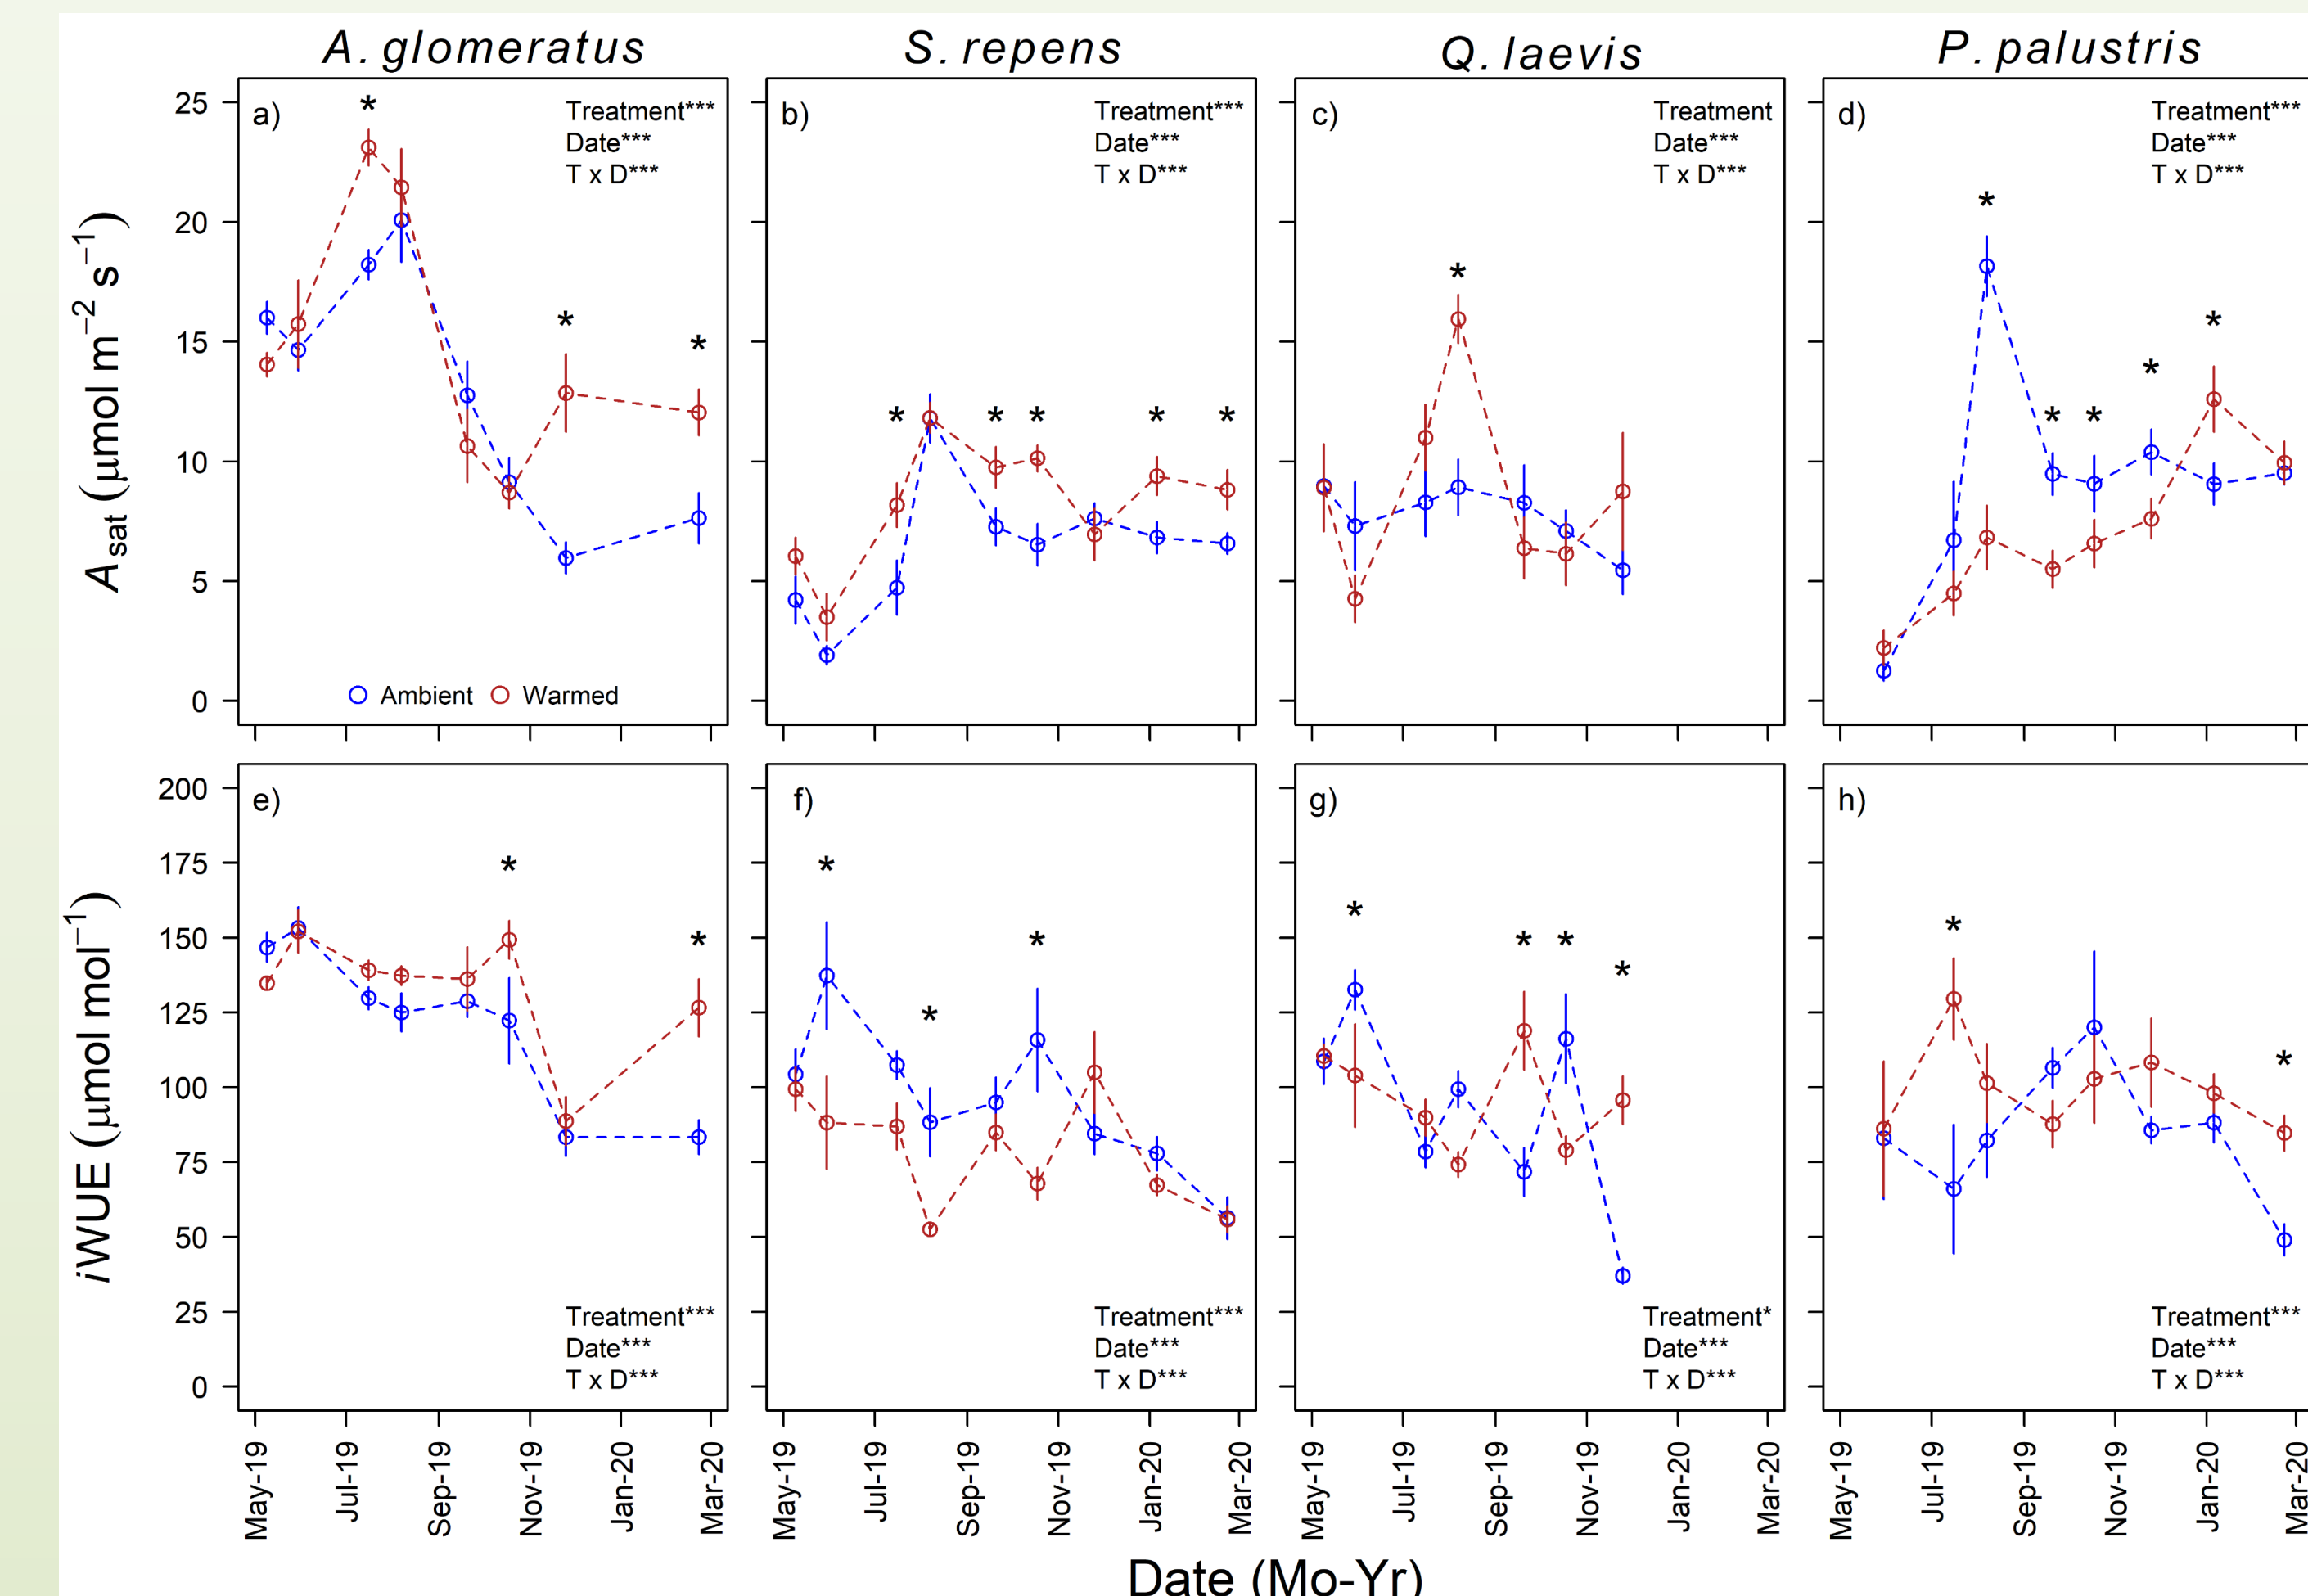 A. glomeratus
S. repens
Q. laevis
P. palustris
Asat (μmol m−2 s−1)
25
20
15
10
5
0
a)
*
*
*
Treatment***
Date***
T x D***
Ambient
Warmed
b)
* * * * *
Treatment***
Date***
T x D***
c)
*
Treatment
Date***
T x D***
d)
*
* *
*
*
Treatment***
Date***
T x D***
iWUE (μmol mol−1)
200
175
150
125
100
75
50
25
0
e)
*
*
Treatment***
Date***
T x D***
f)
*
*
*
Treatment***
Date***
T x D***
g)
*
* *
*
Treatment*
Date***
T x D***
h)
*
*
Treatment***
Date***
T x D***
May-19 Jul-19 Sep-19 Nov-19 Jan-20 Mar-20
May-19 Jul-19 Sep-19 Nov-19 Jan-20 Mar-20
May-19 Jul-19 Sep-19 Nov-19 Jan-20 Mar-20
May-19 Jul-19 Sep-19 Nov-19 Jan-20 Mar-20
Date (Mo-Yr)